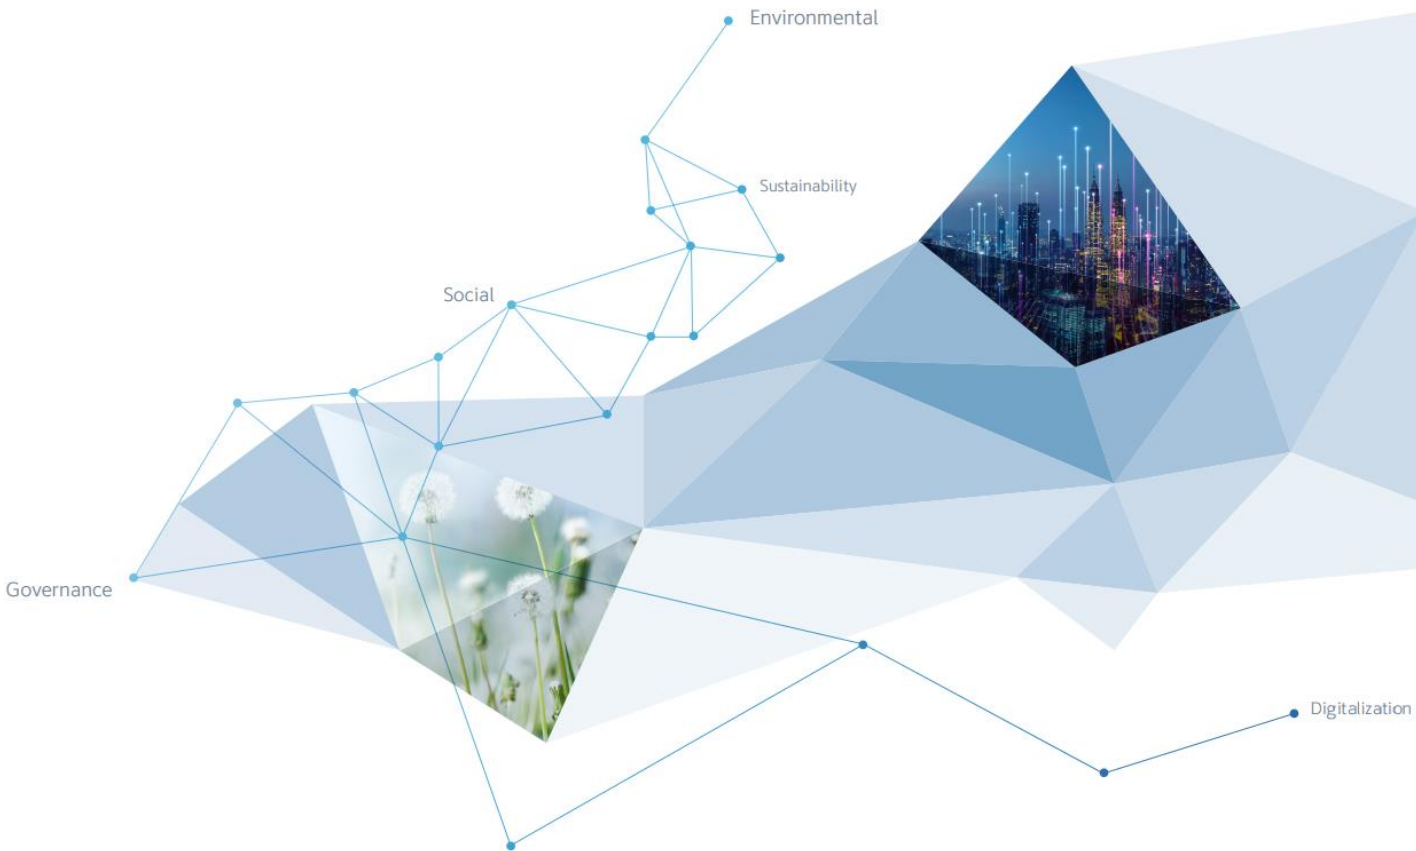 Environmental
Sustainability
Social
Governance
Digitalization